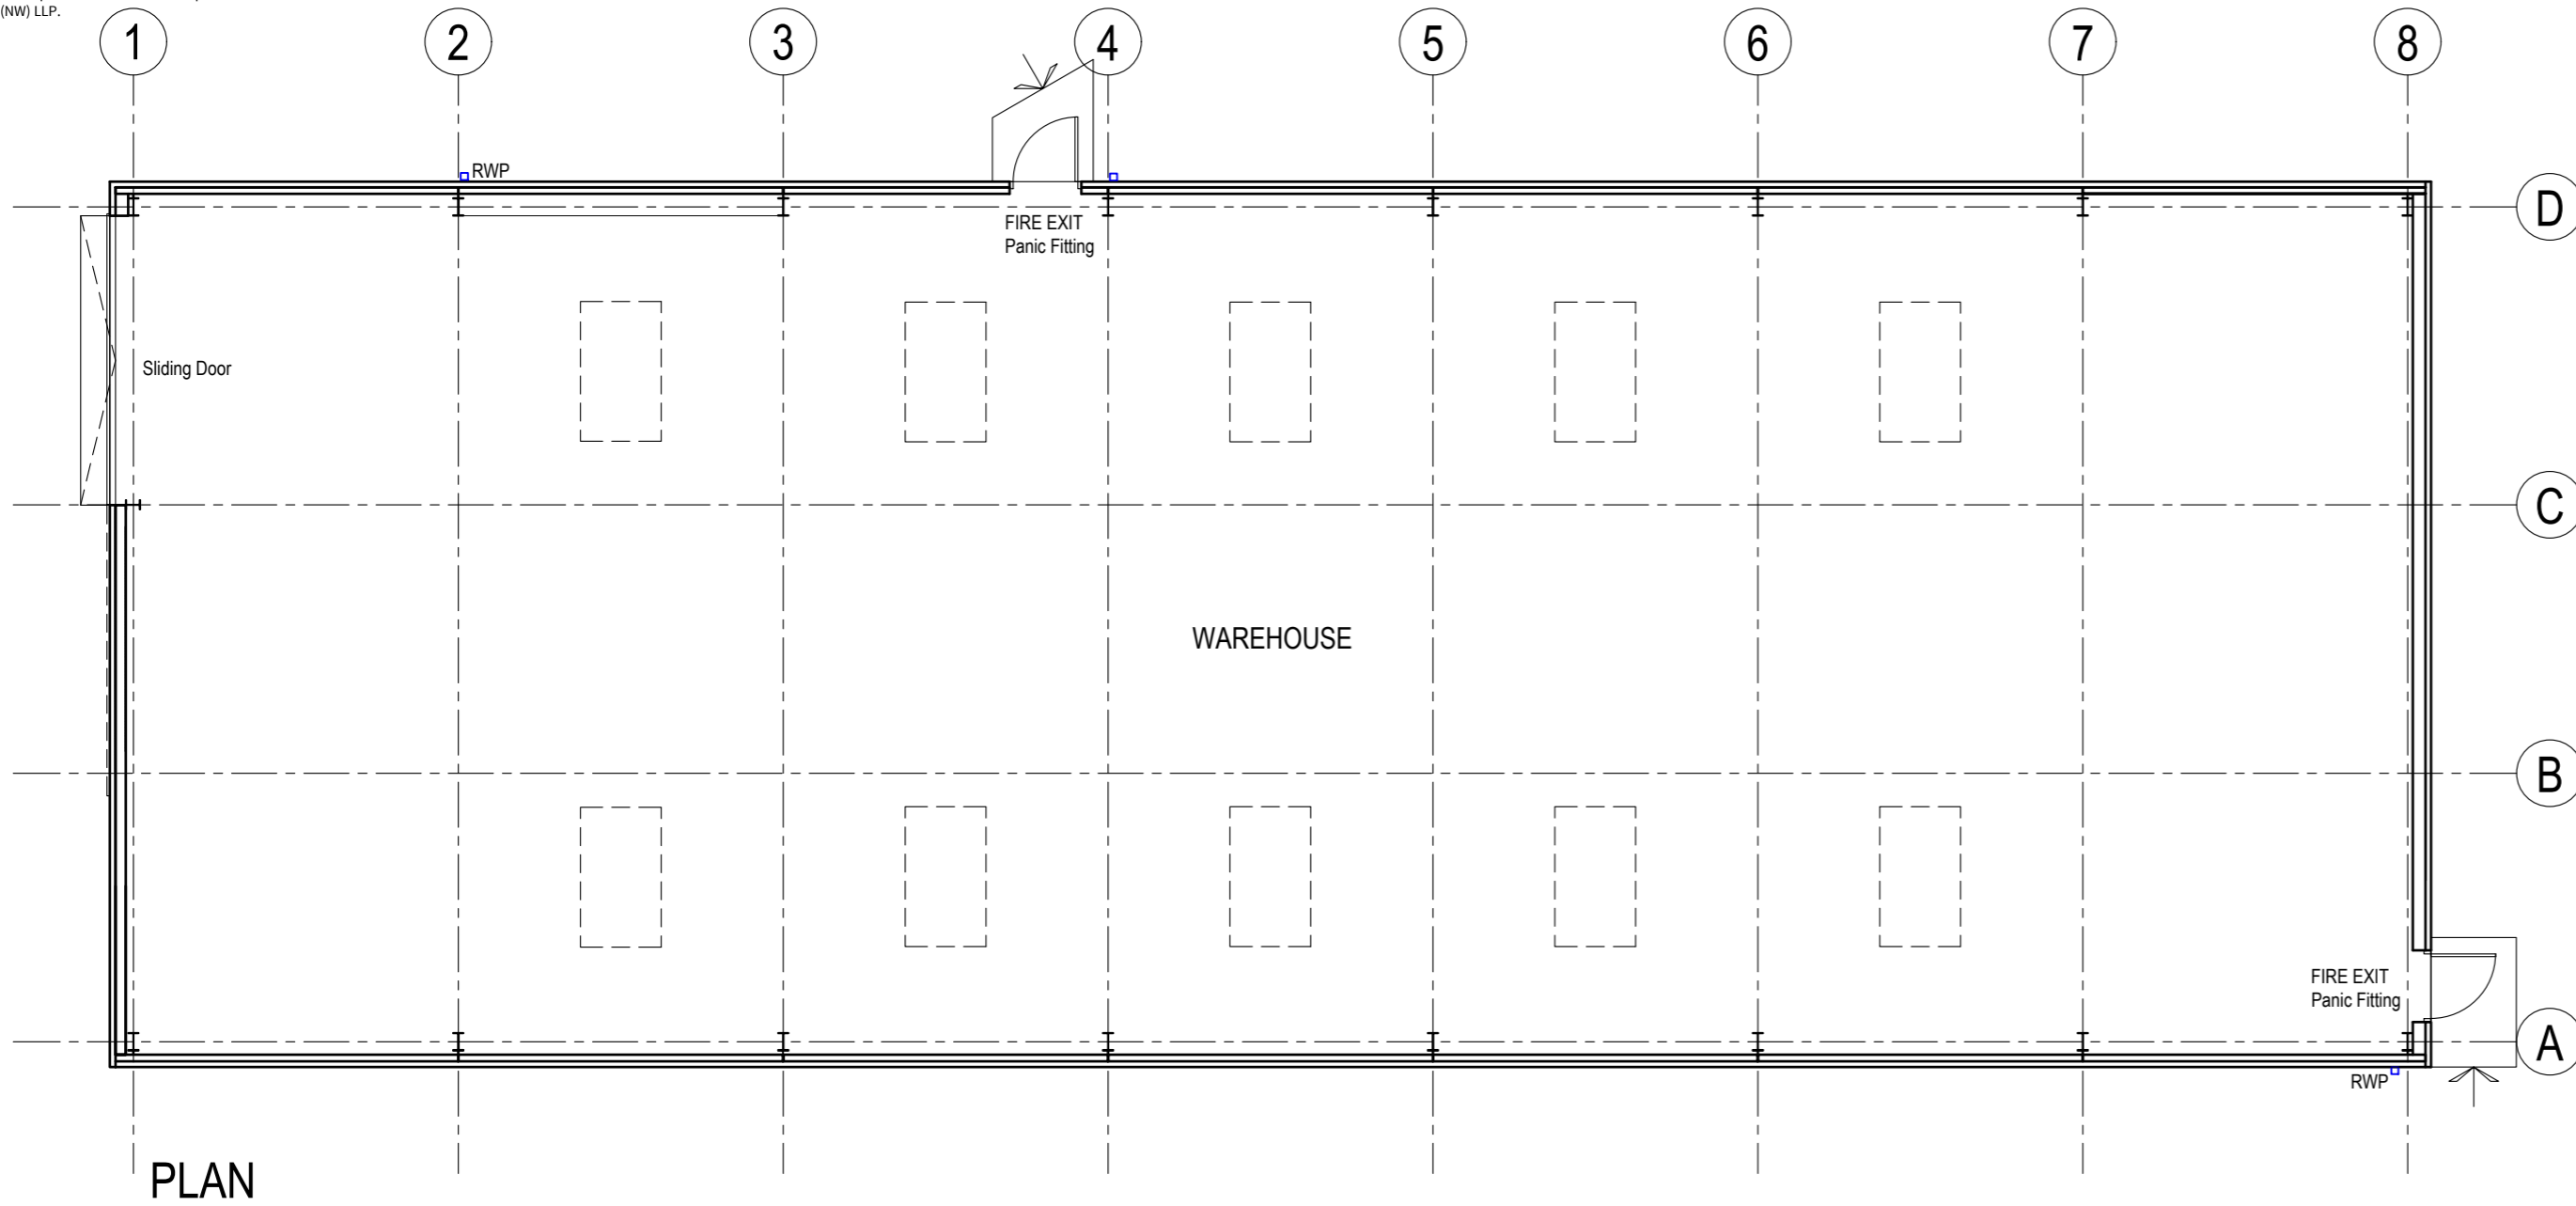 (NW) LLP.
1 2 3 4 5 6 7 8
RWP
D
FIRE EXIT
Panic Fitting
Sliding Door
C
WAREHOUSE
B
FIRE EXIT
Panic Fitting
A
RWP
PLAN